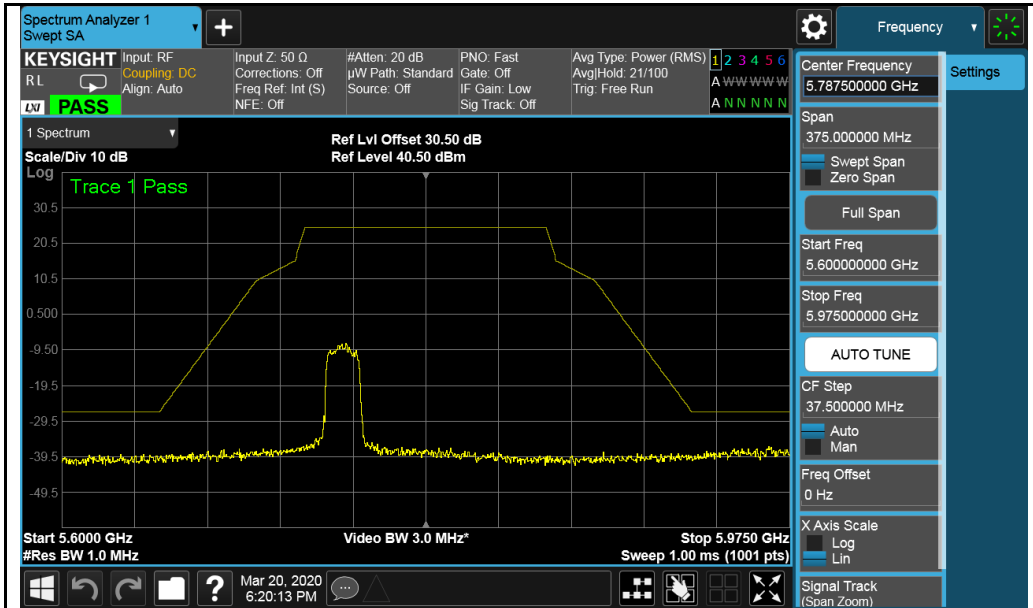 Spectrum Analyzer 1
Swept SA
Frequency
KEYSIGHT
R L
LXI
PASS
Input: RF
Coupling: DC
Align: Auto
Input Z: 50 Ω
Corrections: Off
Freq Ref: Int (S)
NFE: Off
#Atten: 20 dB
µW Path: Standard
Source: Off
PNO: Fast
Gate: Off
IF Gain: Low
Sig Track: Off
Avg Type: Power (RMS)
Avg|Hold: 21/100
Trig: Free Run
1 2 3 4 5 6
A W W W W W
A N N N N N
1 Spectrum
Scale/Div 10 dB
Log
Ref Lvl Offset 30.50 dB
Ref Level 40.50 dBm
Trace 1 Pass
30.5
20.5
10.5
0.500
-9.50
-19.5
-29.5
-39.5
-49.5
Start 5.6000 GHz
#Res BW 1.0 MHz
Video BW 3.0 MHz*
Stop 5.9750 GHz
Sweep 1.00 ms (1001 pts)
?
Mar 20, 2020
6:20:13 PM
Center Frequency
5.787500000 GHz
Span
375.000000 MHz
Swept Span
Zero Span
Full Span
Start Freq
5.600000000 GHz
Stop Freq
5.975000000 GHz
AUTO TUNE
CF Step
37.500000 MHz
Auto
Man
Freq Offset
0 Hz
X Axis Scale
Log
Lin
Signal Track
(Span Zoom)
Settings